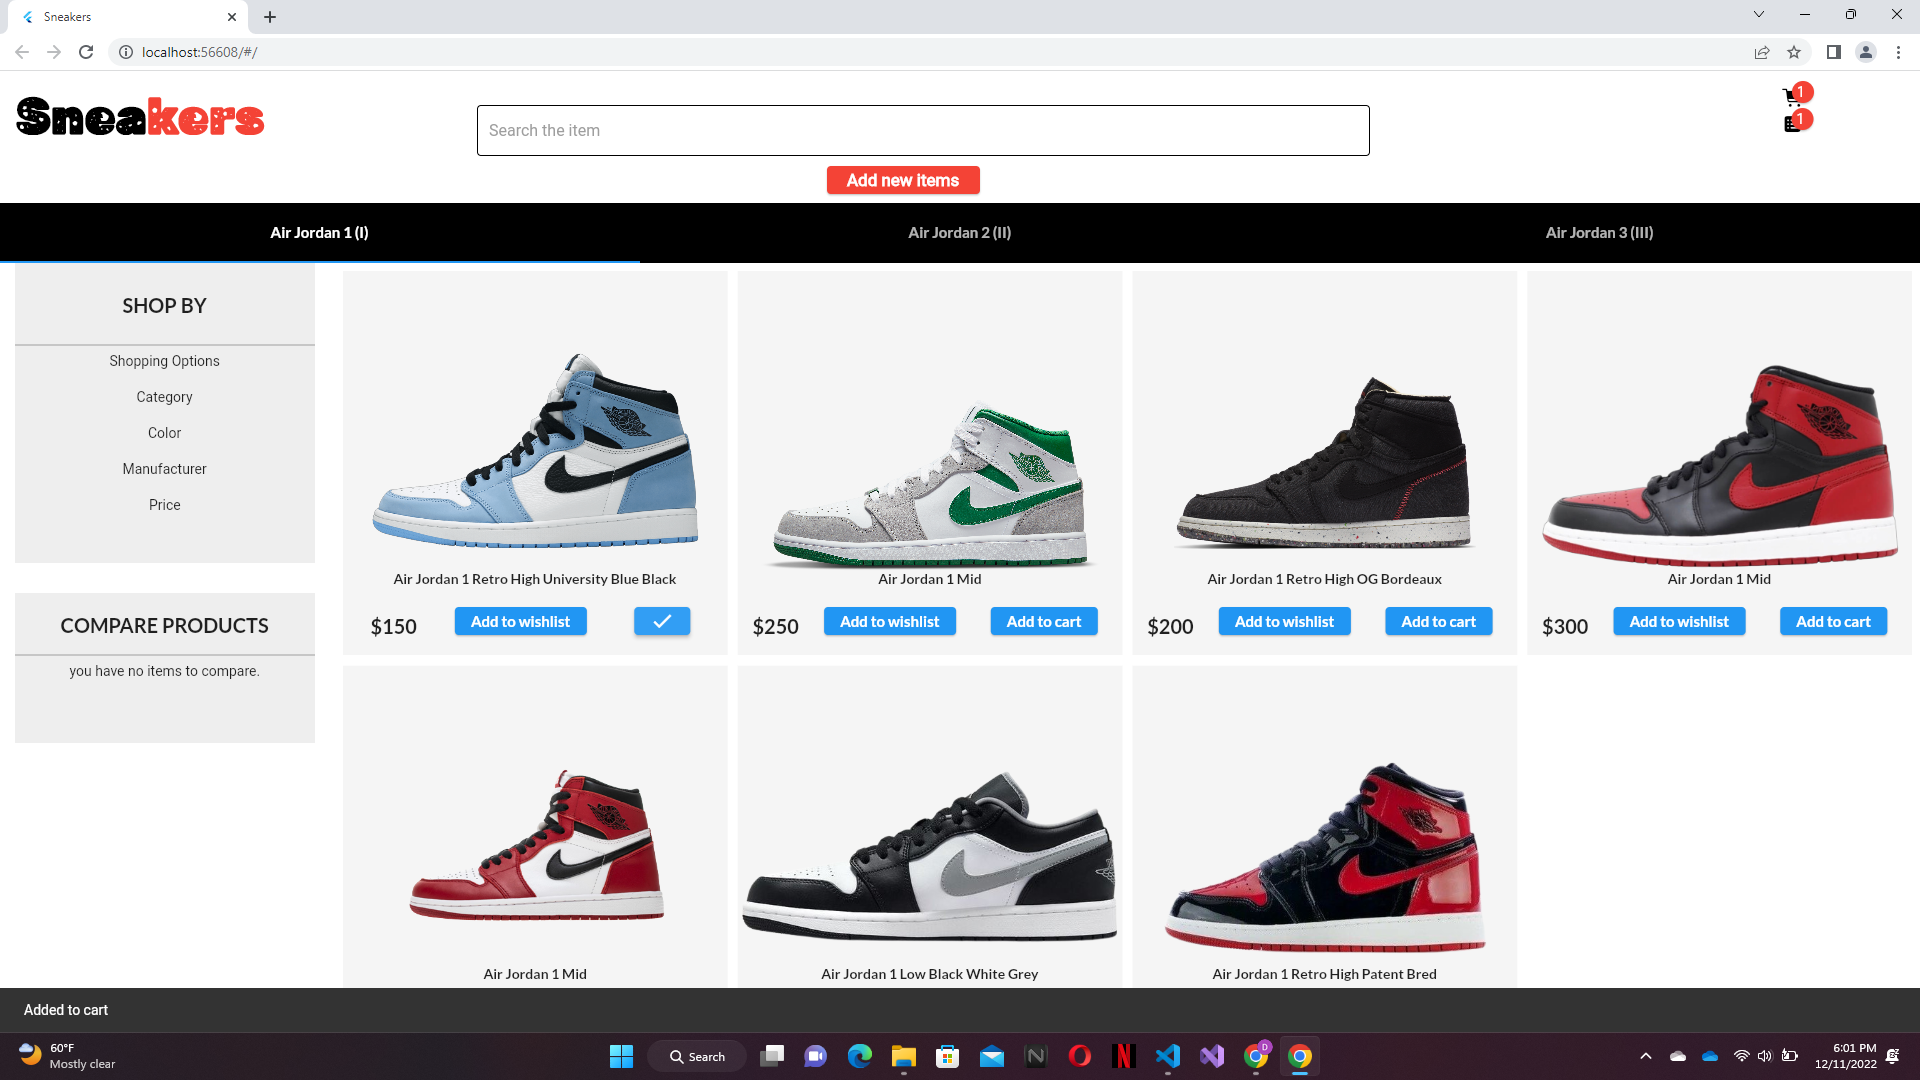 Sneakers
localhost:56608/#/
Sneakers
Search the item
1
1
Add new items
Air Jordan 1 (I)
Air Jordan 2 (II)
Air Jordan 3 (III)
SHOP BY
Shopping Options
Category
Color
Manufacturer
Price
COMPARE PRODUCTS
you have no items to compare.
Air Jordan 1 Retro High University Blue Black
$150
Add to wishlist
Air Jordan 1 Mid
$250
Add to wishlist
Add to cart
Air Jordan 1 Retro High OG Bordeaux
$200
Add to wishlist
Add to cart
Air Jordan 1 Mid
$300
Add to wishlist
Add to cart
Air Jordan 1 Mid
Air Jordan 1 Low Black White Grey
Air Jordan 1 Retro High Patent Bred
Added to cart
60°F
Mostly clear
Search
D
6:01 PM
12/11/2022